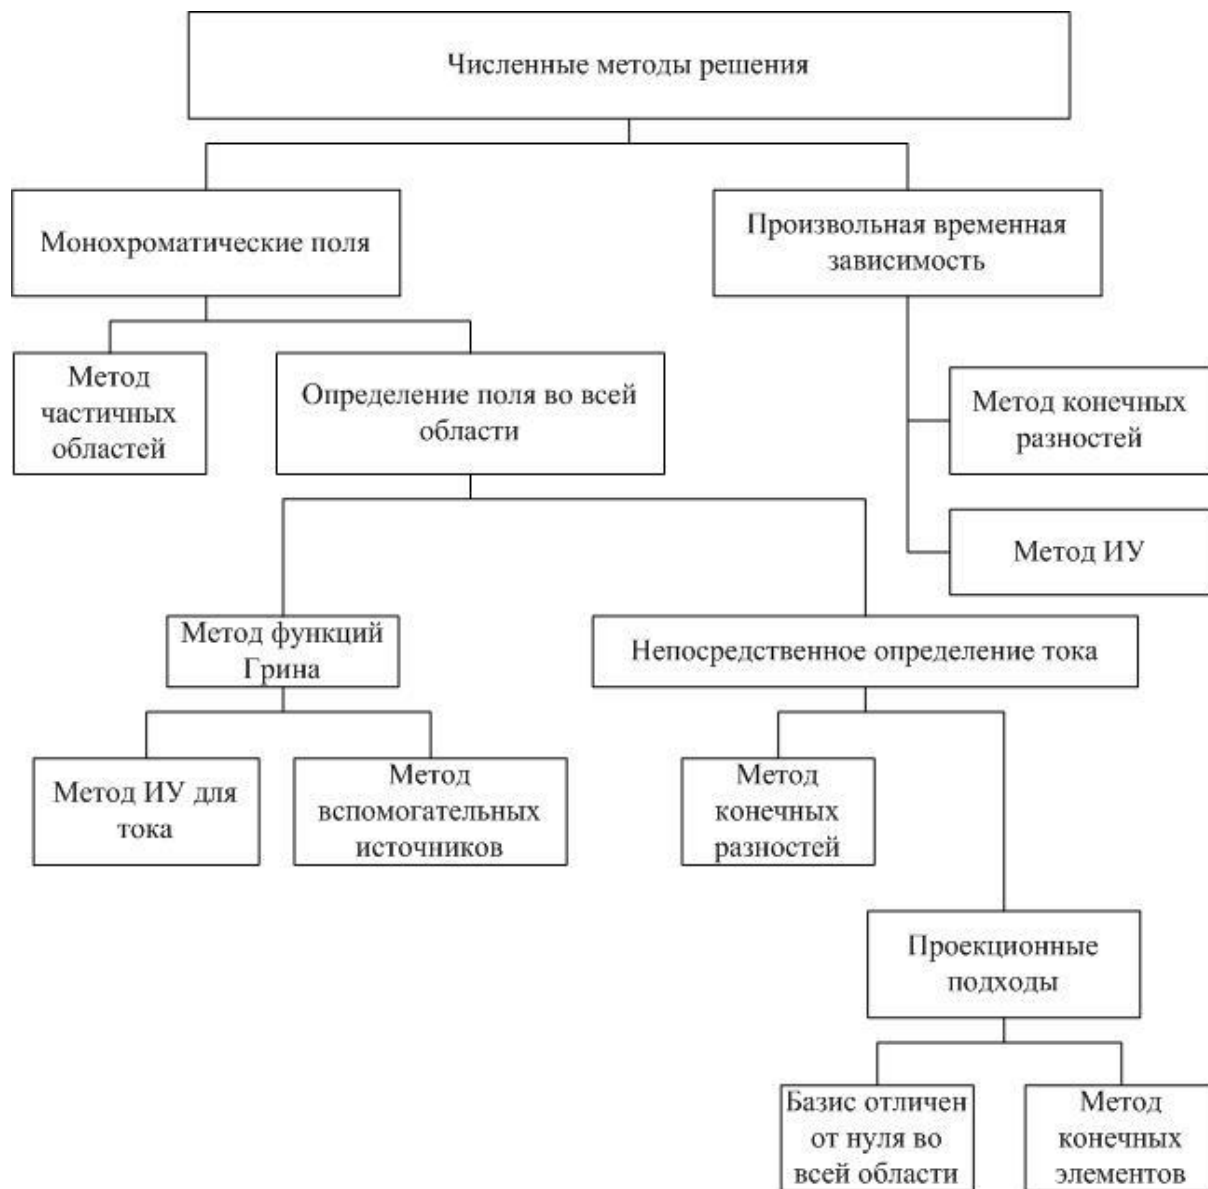 Численные методы решения
Монохроматические поля
Произвольная временная
зависимость
Метод
частичных
областей
Определение поля во всей
области
Метод конечных
разностей
Метод ИУ
Метод функций
Грина
Непосредственное определение тока
Метод ИУ для
тока
Метод
вспомогательных
источников
Метод
конечных
разностей
Проекционные
подходы
Базис отличен
от нуля во
всей области
Метод
конечных
элементов